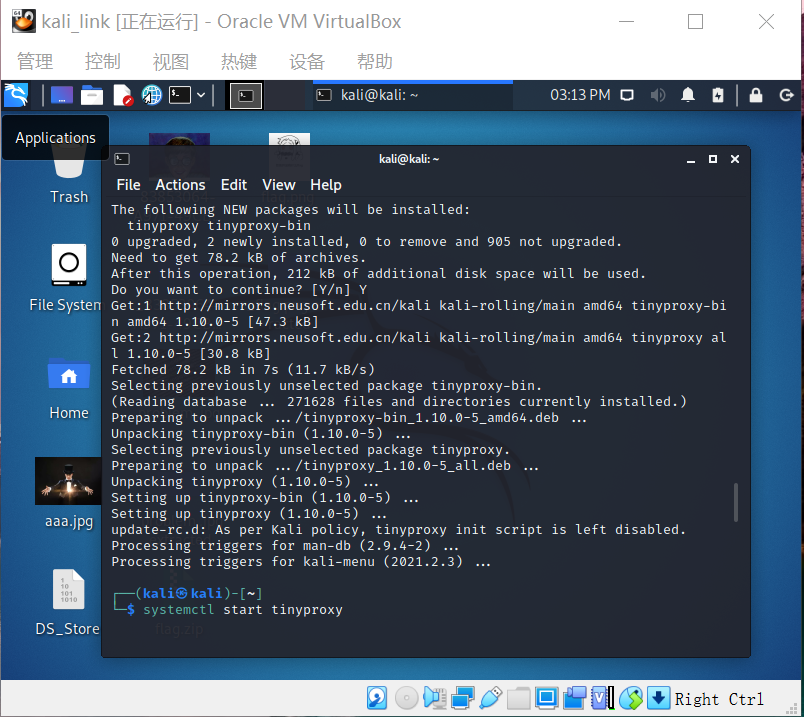 kali_link [正在运行] - Oracle VM VirtualBox
管理 控制 视图 热键 设备 帮助
kali@kali: ~ 03:13 PM
Applications
kali@kali: ~
File Actions Edit View Help
Trash
File System
Home
aaa.jpg
DS_Store
The following NEW packages will be installed:
tinyproxy tinyproxy-bin
0 upgraded, 2 newly installed, 0 to remove and 905 not upgraded.
Need to get 78.2 kB of archives.
After this operation, 212 kB of additional disk space will be used.
Do you want to continue? [Y/n] Y
Get:1 http://mirrors.neusoft.edu.cn/kali kali-rolling/main amd64 tinyproxy-bi
n amd64 1.10.0-5 [47.3 kB]
Get:2 http://mirrors.neusoft.edu.cn/kali kali-rolling/main amd64 tinyproxy al
l 1.10.0-5 [30.8 kB]
Fetched 78.2 kB in 7s (11.7 kB/s)
Selecting previously unselected package tinyproxy-bin.
(Reading database ... 271628 files and directories currently installed.)
Preparing to unpack .../tinyproxy-bin_1.10.0-5_amd64.deb ...
Unpacking tinyproxy-bin (1.10.0-5) ...
Selecting previously unselected package tinyproxy.
Preparing to unpack .../tinyproxy_1.10.0-5_all.deb ...
Unpacking tinyproxy (1.10.0-5) ...
Setting up tinyproxy-bin (1.10.0-5) ...
Setting up tinyproxy (1.10.0-5) ...
update-rc.d: As per Kali policy, tinyproxy init script is left disabled.
Processing triggers for man-db (2.9.4-2) ...
Processing triggers for kali-menu (2021.2.3) ...
┌──(kali㉿kali)-[~]
└─$ systemctl start tinyproxy
flag.zip
Right Ctrl